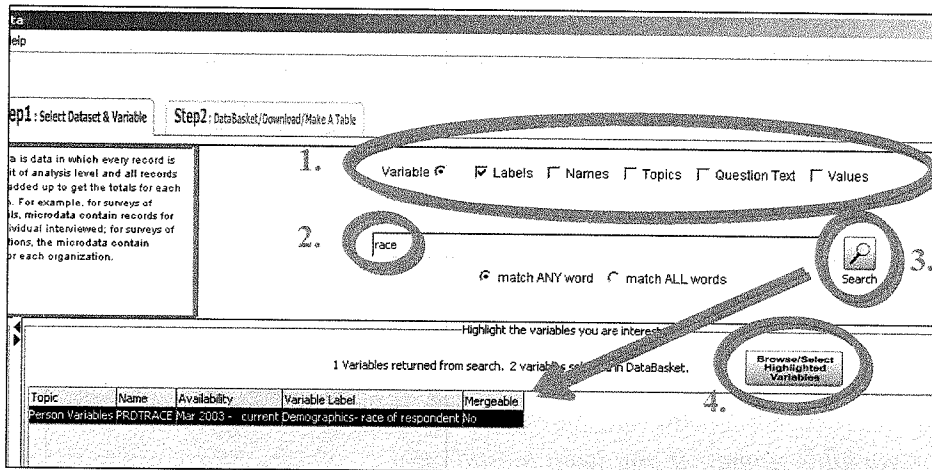 ta
elp
ep1: Select Dataset & Variable
Step2: DataBasket/Download/Make A Table
a is data in which every record is
it of analysis level and all records
added up to get the totals for each
. For example, for surveys of
ls, microdata contain records for
ividual interviewed; for surveys of
tions, the microdata contain
or each organization.
1.
Variable Labels Names Topics Question Text Values
2.
race
3.
Search
match ANY word match ALL words
Highlight the variables you are interest
1 Variables returned from search. 2 variables in DataBasket.
Browse/Select
Highlighted
Variables
4.
Topic Name Availability Variable Label Mergeable
Person Variables PRDTRACE Mar 2003 - current Demographics- race of respondent No